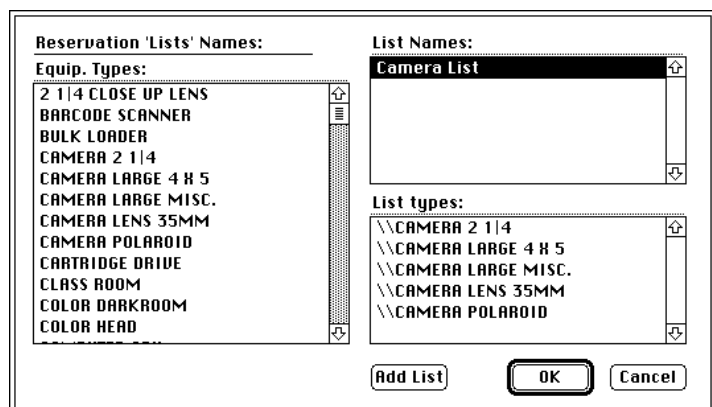 Reservation 'Lists' Names:
Equip. Types:
2 1|4 CLOSE UP LENS
BARCODE SCANNER
BULK LOADER
CAMERA 2 1|4
CAMERA LARGE 4 X 5
CAMERA LARGE MISC.
CAMERA LENS 35MM
CAMERA POLAROID
CARTRIDGE DRIVE
CLASS ROOM
COLOR DARKROOM
COLOR HEAD
List Names:
Camera List
List types:
\\CAMERA 2 1|4
\\CAMERA LARGE 4 X 5
\\CAMERA LARGE MISC.
\\CAMERA LENS 35MM
\\CAMERA POLAROID
Add List
OK
Cancel